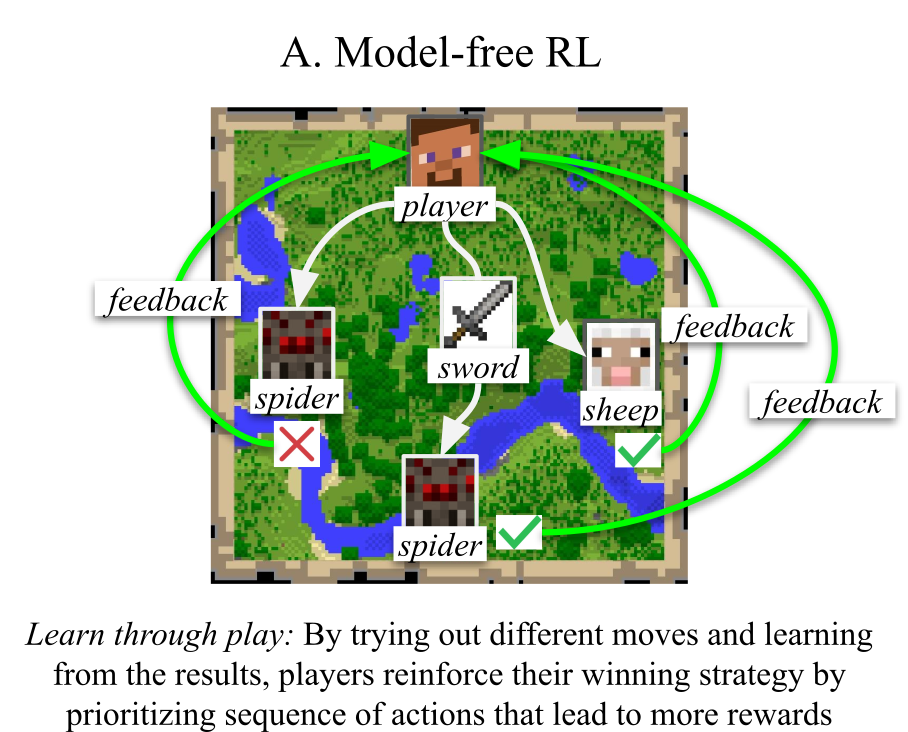 A. Model-free RL
player
feedback
feedback
spider
sword
sheep
feedback
spider
Learn through play: By trying out different moves and learning
from the results, players reinforce their winning strategy by
prioritizing sequence of actions that lead to more rewards